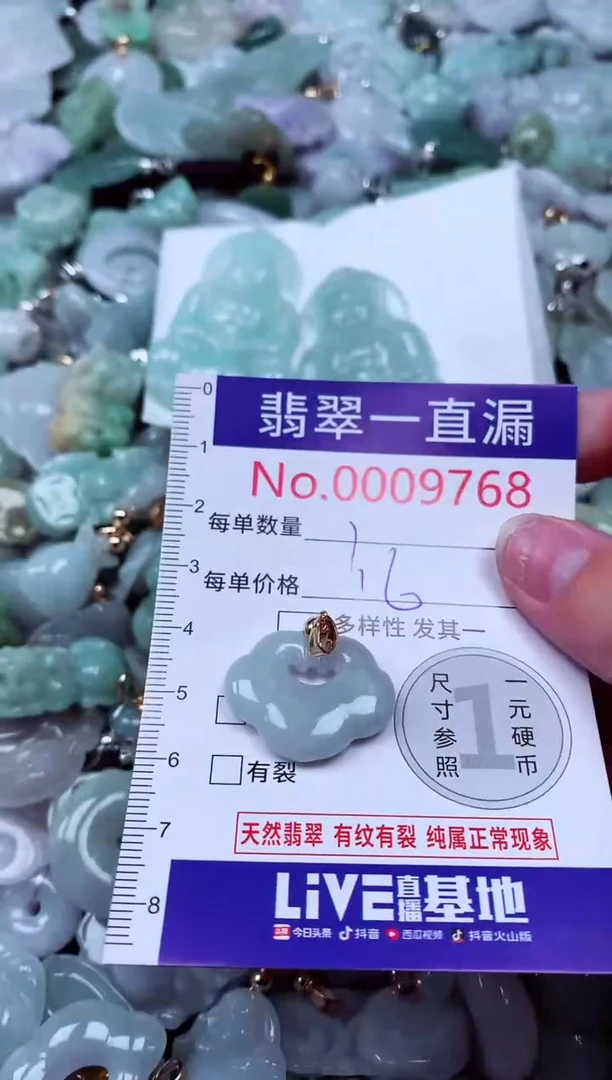 0
翡翠一直漏
1
No.0009768
2
每单数量
1
3
每单价格
16
4
多样性 发其一
5
尺寸参照
1
一元硬币
6
有裂
7
天然翡翠 有纹有裂 纯属正常现象
8
LiVE直播基地
今日头条 抖音 西瓜视频 抖音火山版